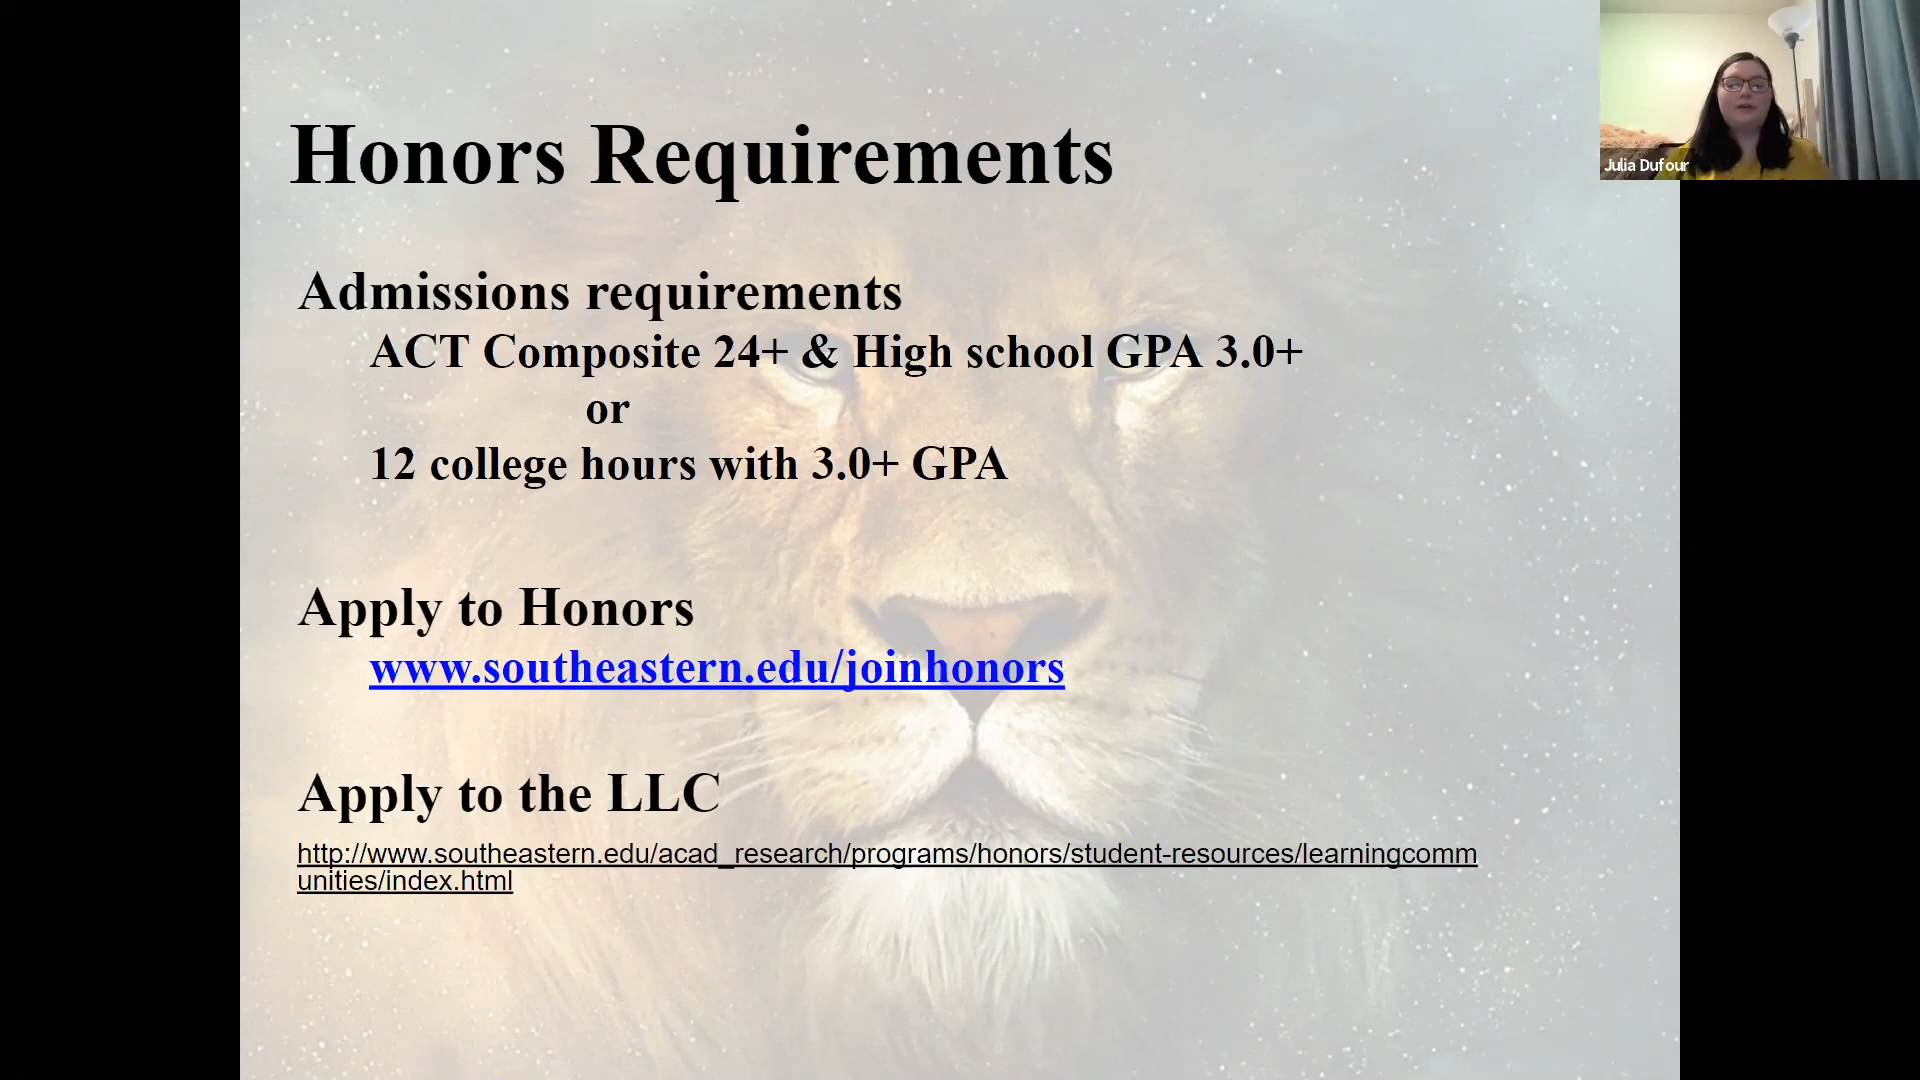 Honors Requirements
Julia Dufour
Admissions requirements
ACT Composite 24+ & High school GPA 3.0+
or
12 college hours with 3.0+ GPA
Apply to Honors
www.southeastern.edu/joinhonors
Apply to the LLC
http://www.southeastern.edu/acad_research/programs/honors/student-resources/learningcomm
unities/index.html